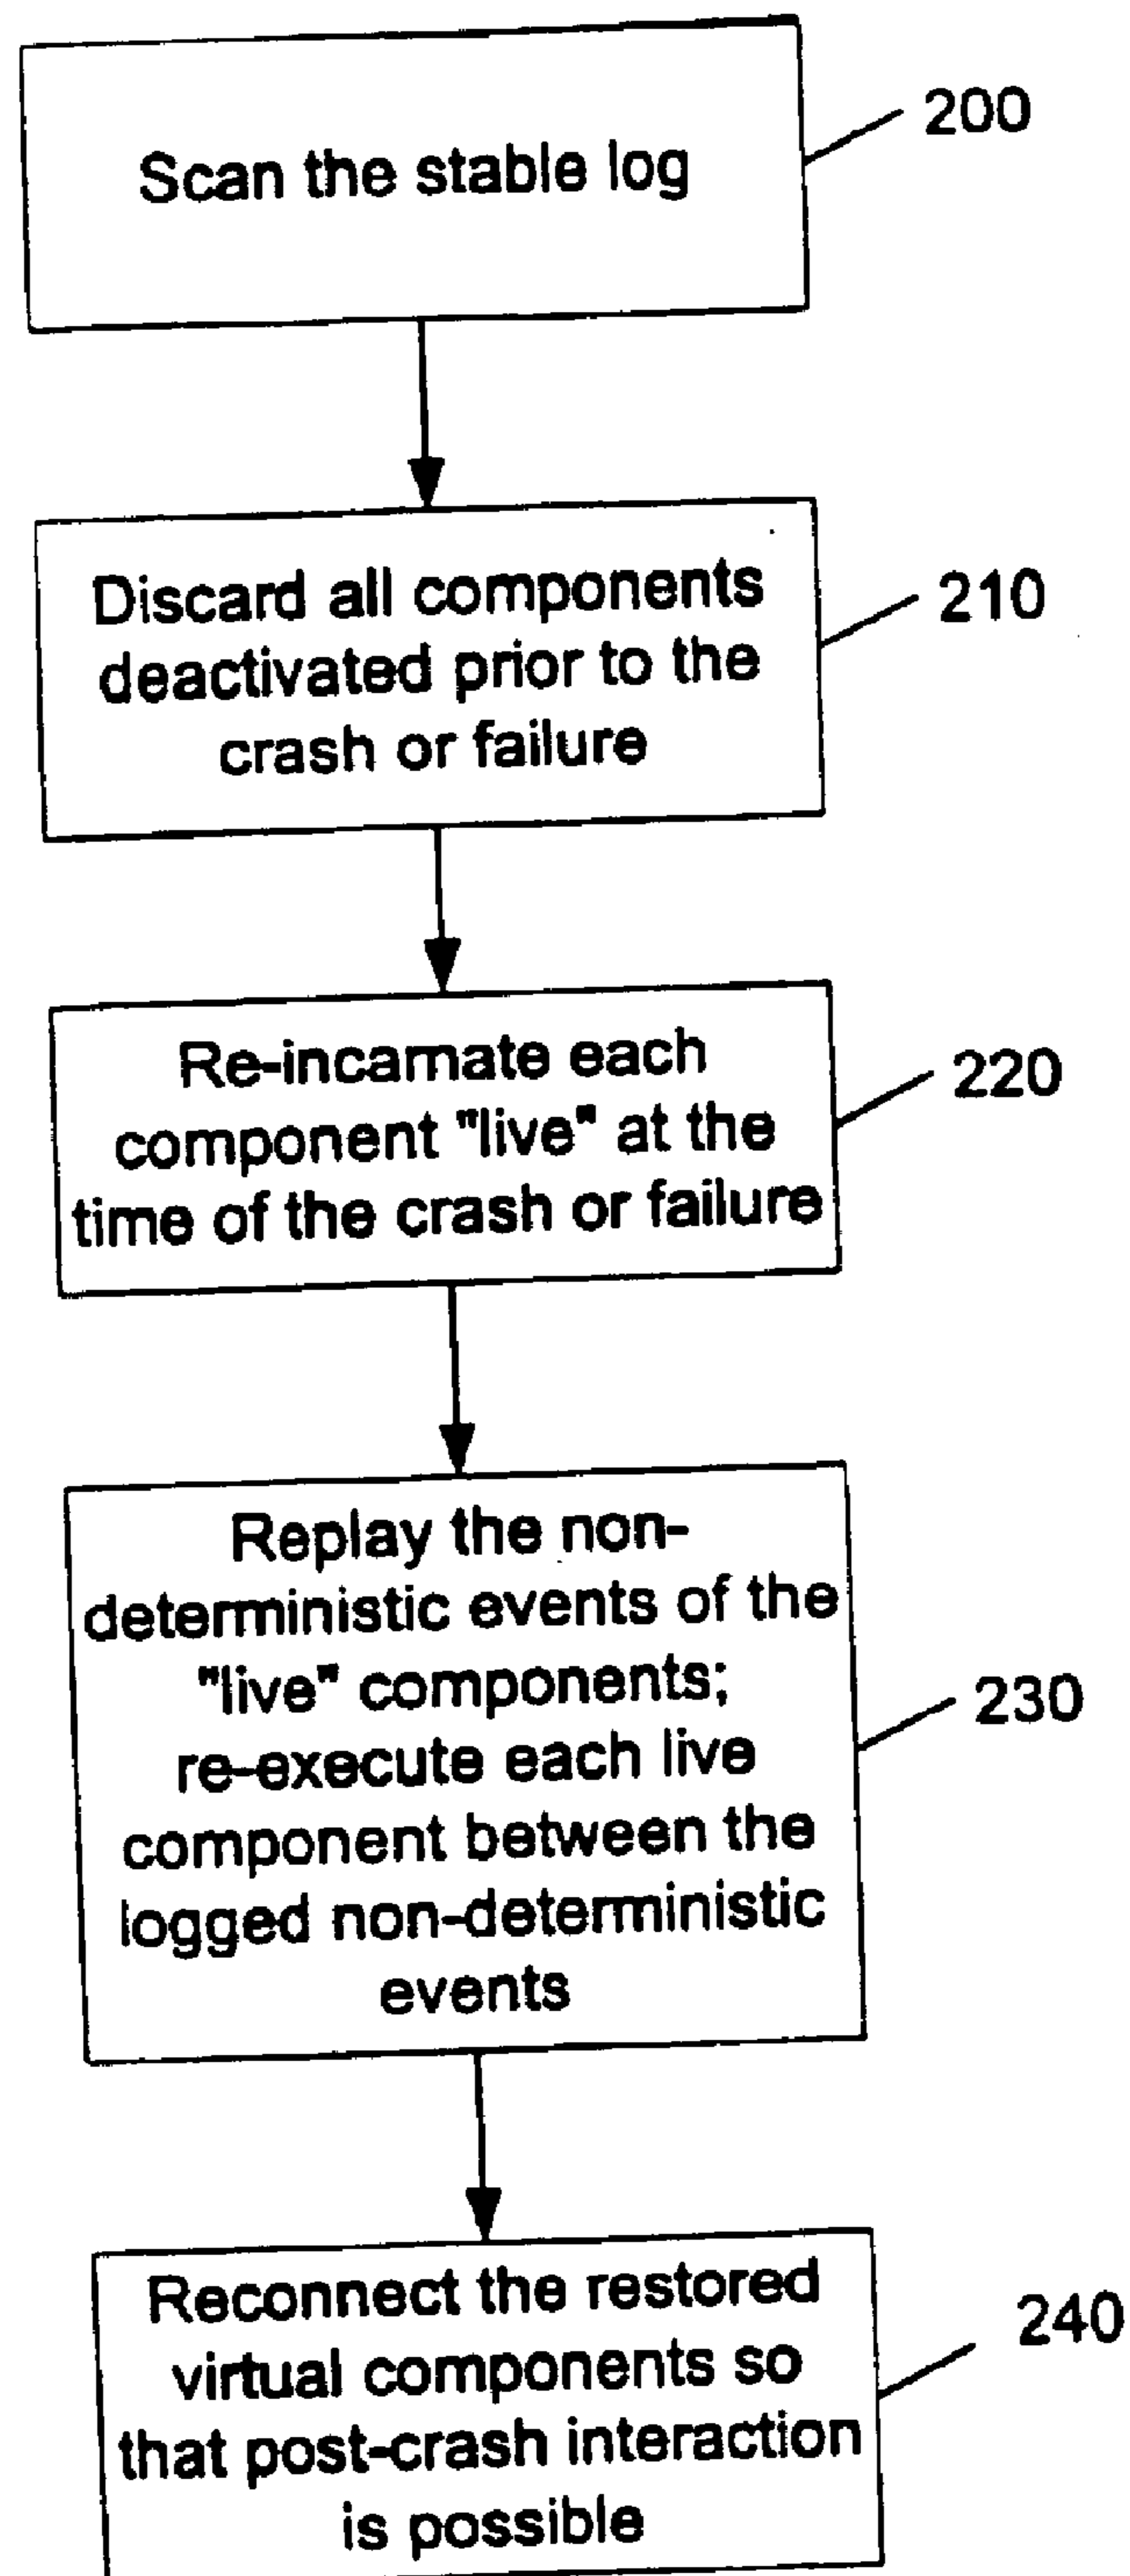 Scan the stable log
200
Discard all components
deactivated prior to the
crash or failure
210
Re-incarnate each
component "live" at the
time of the crash or failure
220
Replay the non-
deterministic events of the
"live" components;
re-execute each live
component between the
logged non-deterministic
events
230
Reconnect the restored
virtual components so
that post-crash interaction
is possible
240